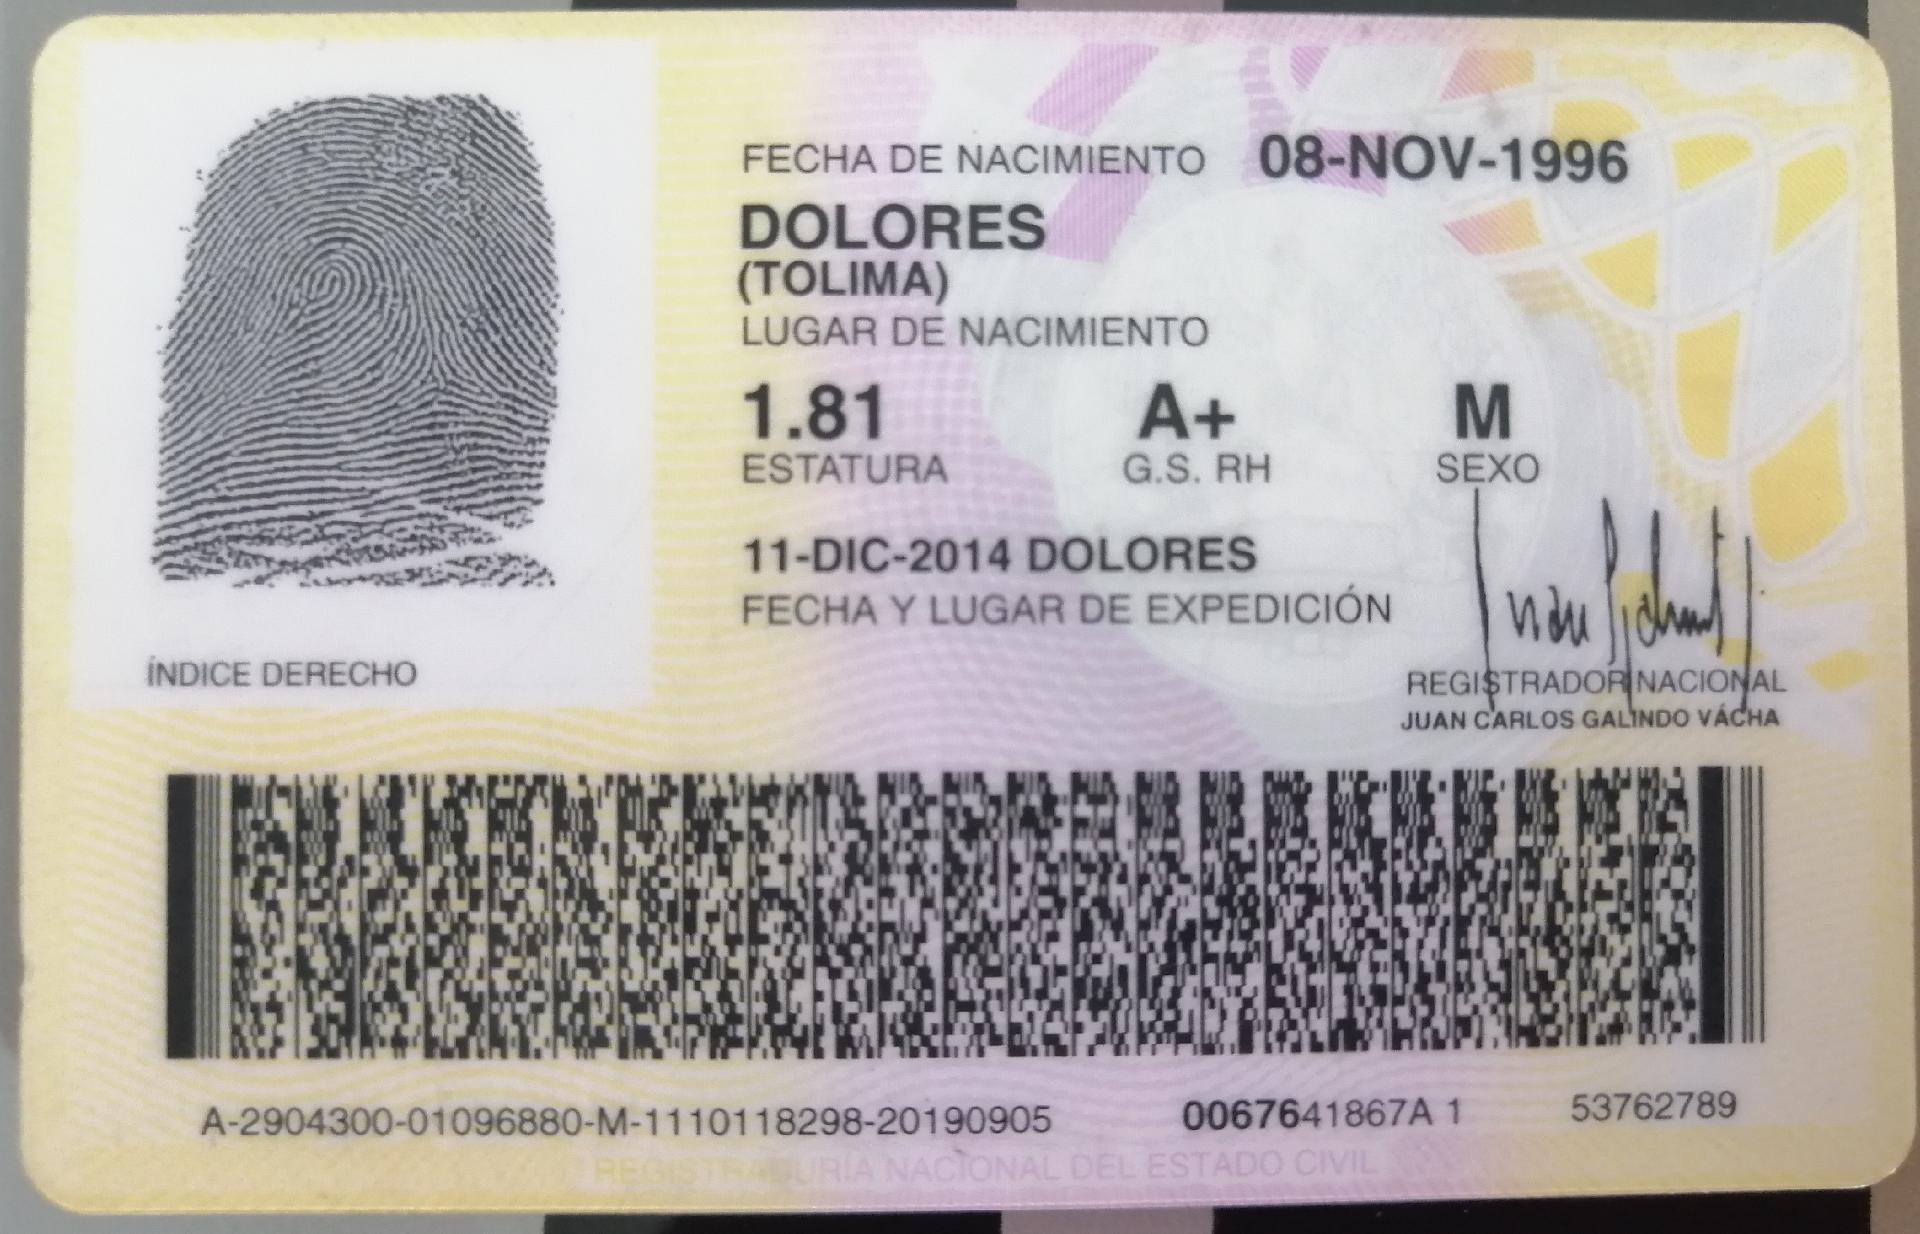 FECHA DE NACIMIENTO 08-NOV-1996
DOLORES
(TOLIMA)
LUGAR DE NACIMIENTO
1.81 A+ M
ESTATURA G.S. RH SEXO
11-DIC-2014 DOLORES
FECHA Y LUGAR DE EXPEDICIÓN
ÍNDICE DERECHO
REGISTRADOR NACIONAL
JUAN CARLOS GALINDO VÁCHA
A-2904300-01096880-M-1110118298-20190905 0067641867A 1 53762789
REGISTRADURÍA NACIONAL DEL ESTADO CIVIL